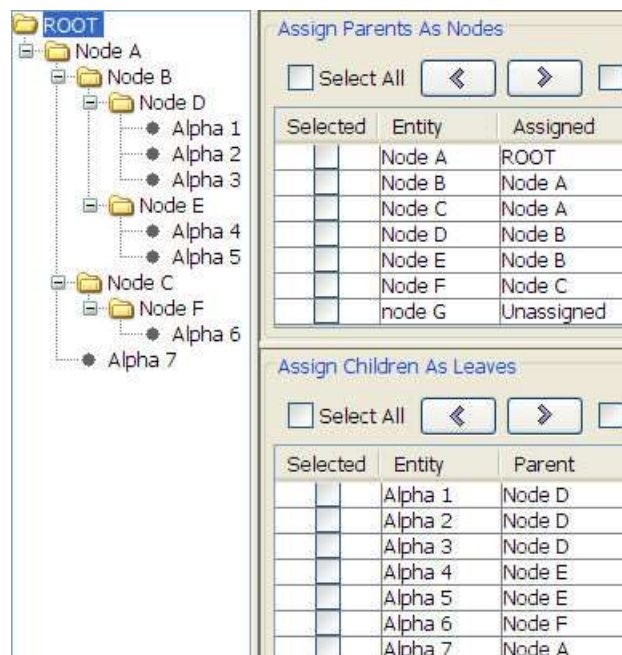 ROOT
Node A
Node B
Node D
Alpha 1
Alpha 2
Alpha 3
Node E
Alpha 4
Alpha 5
Node C
Node F
Alpha 6
Alpha 7
Assign Parents As Nodes
Select All
Selected Entity Assigned
Node A ROOT
Node B Node A
Node C Node A
Node D Node B
Node E Node B
Node F Node C
node G Unassigned
Assign Children As Leaves
Select All
Selected Entity Parent
Alpha 1 Node D
Alpha 2 Node D
Alpha 3 Node D
Alpha 4 Node E
Alpha 5 Node E
Alpha 6 Node F
Alpha 7 Node A